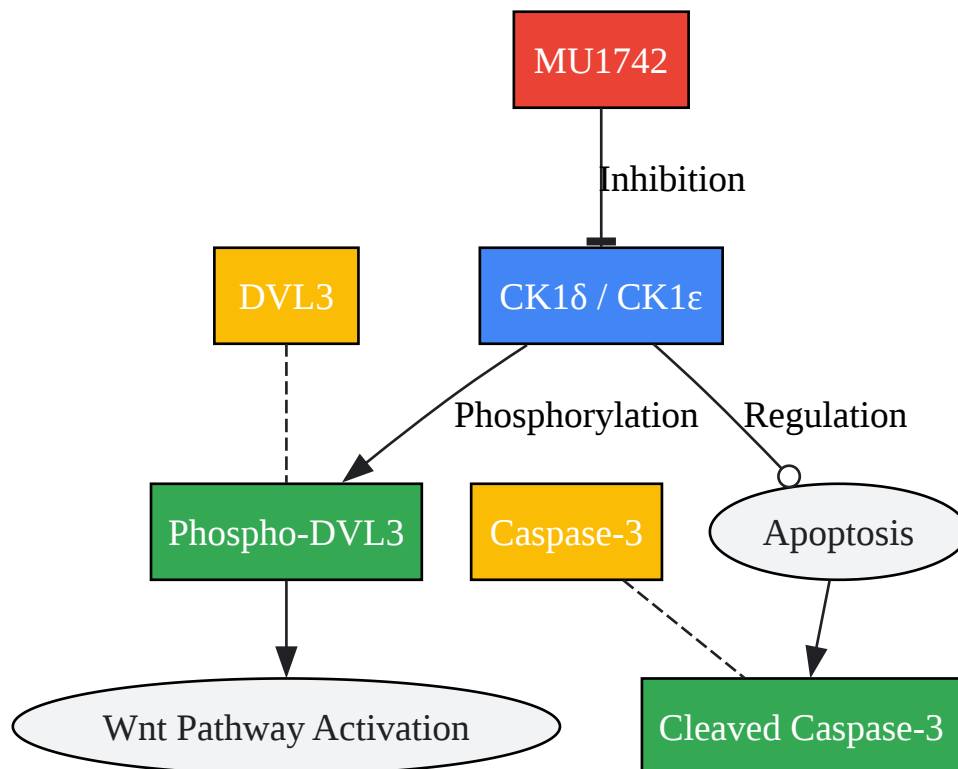 MU1742
Inhibition
DVL3
CK1δ / CK1ε
Phosphorylation
Regulation
Phospho-DVL3
Caspase-3
Apoptosis
Wnt Pathway Activation
Cleaved Caspase-3